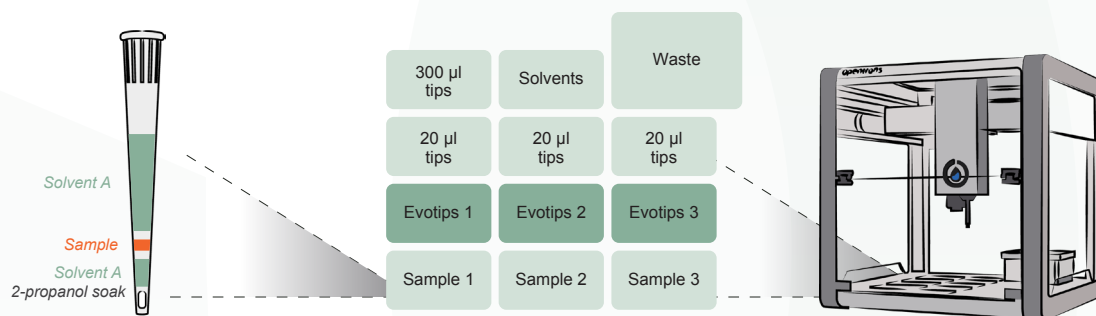 Solvent A
Sample
Solvent A
2-propanol soak
300 µl
tips
Solvents
Waste
20 µl
tips
20 µl
tips
20 µl
tips
Evotips 1
Evotips 2
Evotips 3
Sample 1
Sample 2
Sample 3
opentrons